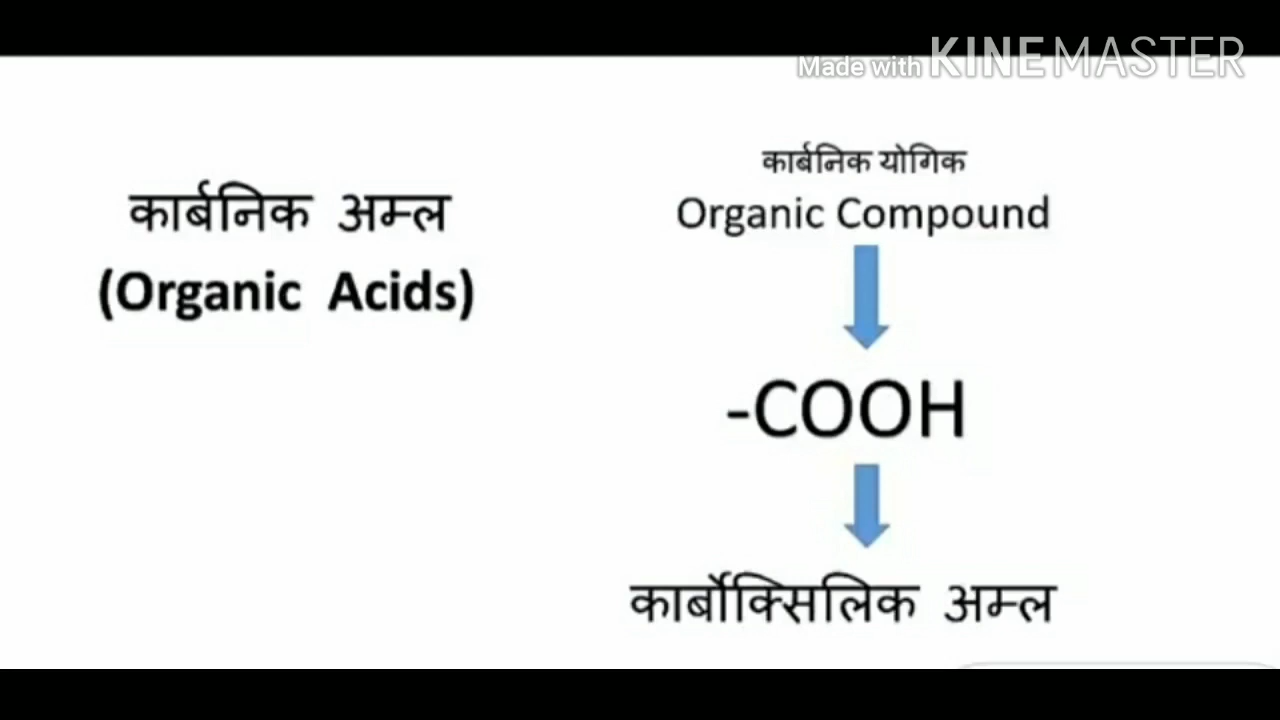 Made with KINEMASTER
कार्बनिक अम्ल
(Organic Acids)
कार्बनिक योगिक
Organic Compound
-COOH
कार्बोक्सिलिक अम्ल